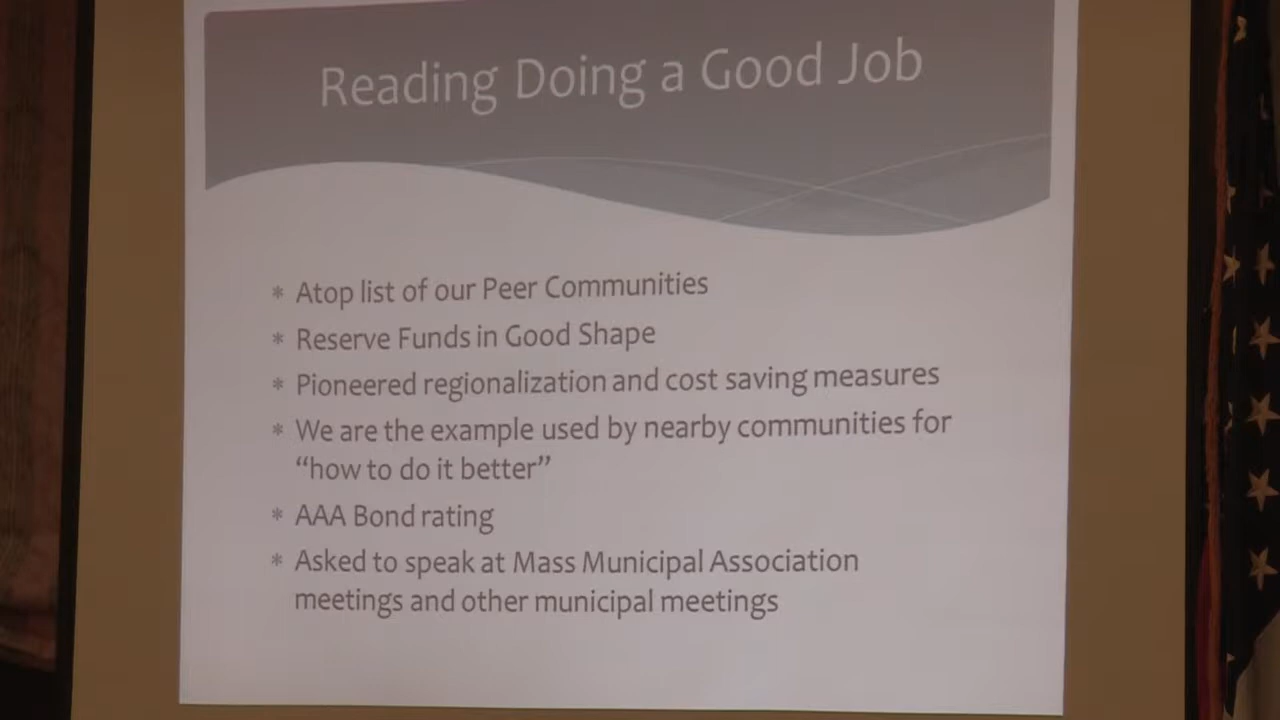 Reading Doing a Good Job
* Atop list of our Peer Communities
* Reserve Funds in Good Shape
* Pioneered regionalization and cost saving measures
* We are the example used by nearby communities for
“how to do it better”
* AAA Bond rating
* Asked to speak at Mass Municipal Association
meetings and other municipal meetings